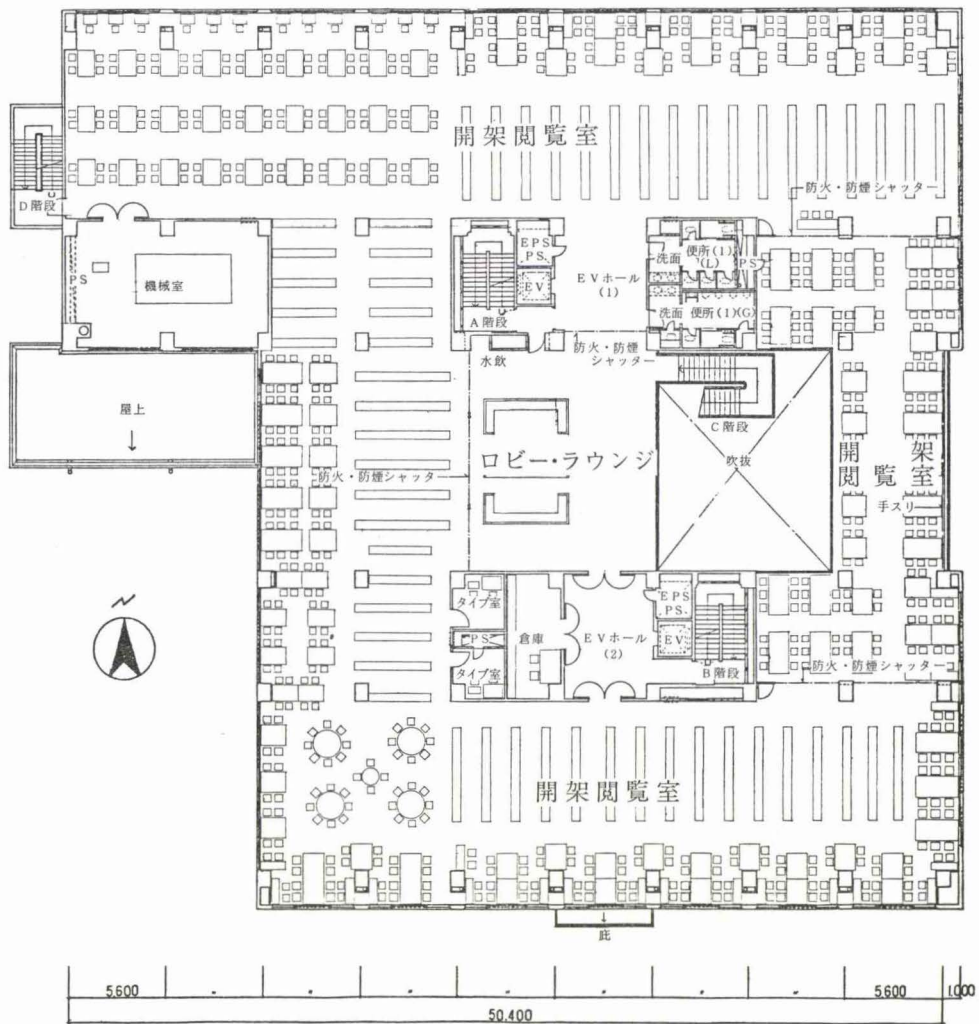 開架閲覧室
防火・防煙シャッター
D階段
PS
機械室
EPS
PS
EV
A階段
EVホール
(1)
洗面
便所(1)
(L)
PS
洗面
便所(1)(G)
水飲
防火・防煙
シャッター
屋上
C階段
ロビー・ラウンジ
吹抜
開架
閲覧室
防火・防煙シャッター
手スリ
タイプ室
PS
タイプ室
倉庫
EVホール
(2)
EPS
PS
EV
B階段
防火・防煙シャッター
開架閲覧室
庇
5.600
5.600
1.000
50.400